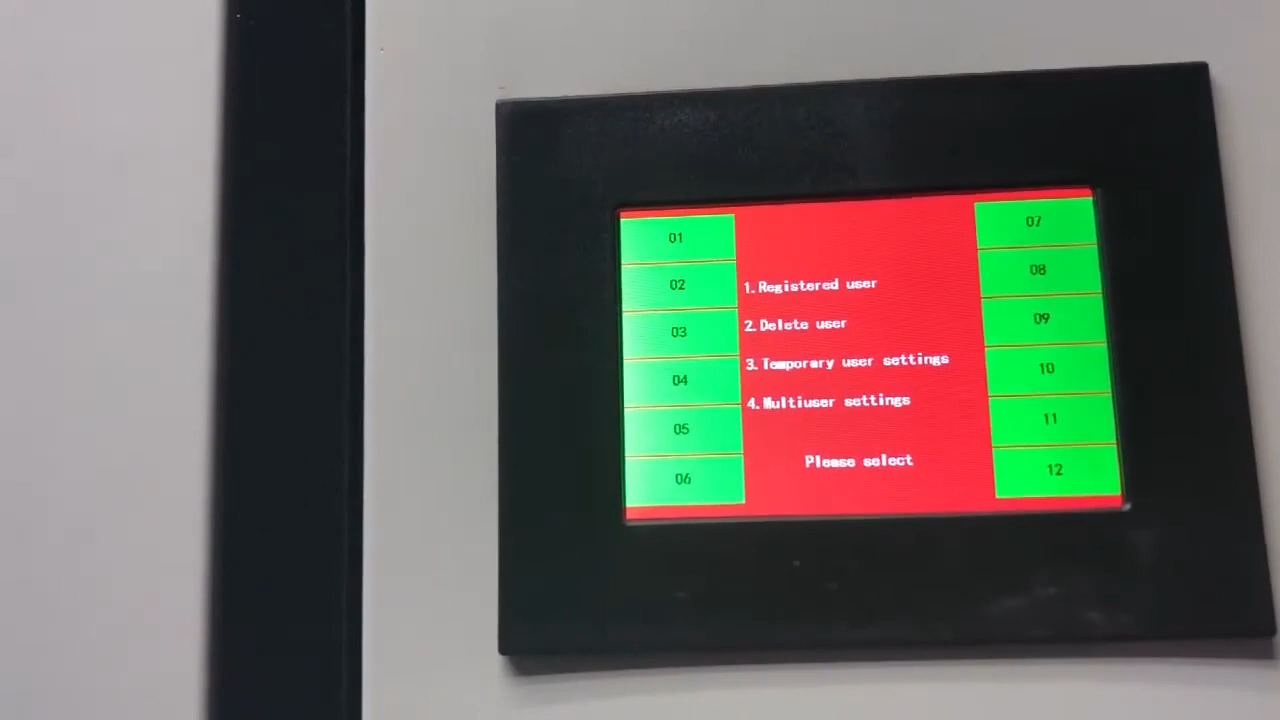 01
02
03
04
05
06
1.Registered user
2.Delete user
3.Temporary user settings
4.Multiuser settings
Please select
07
08
09
10
11
12